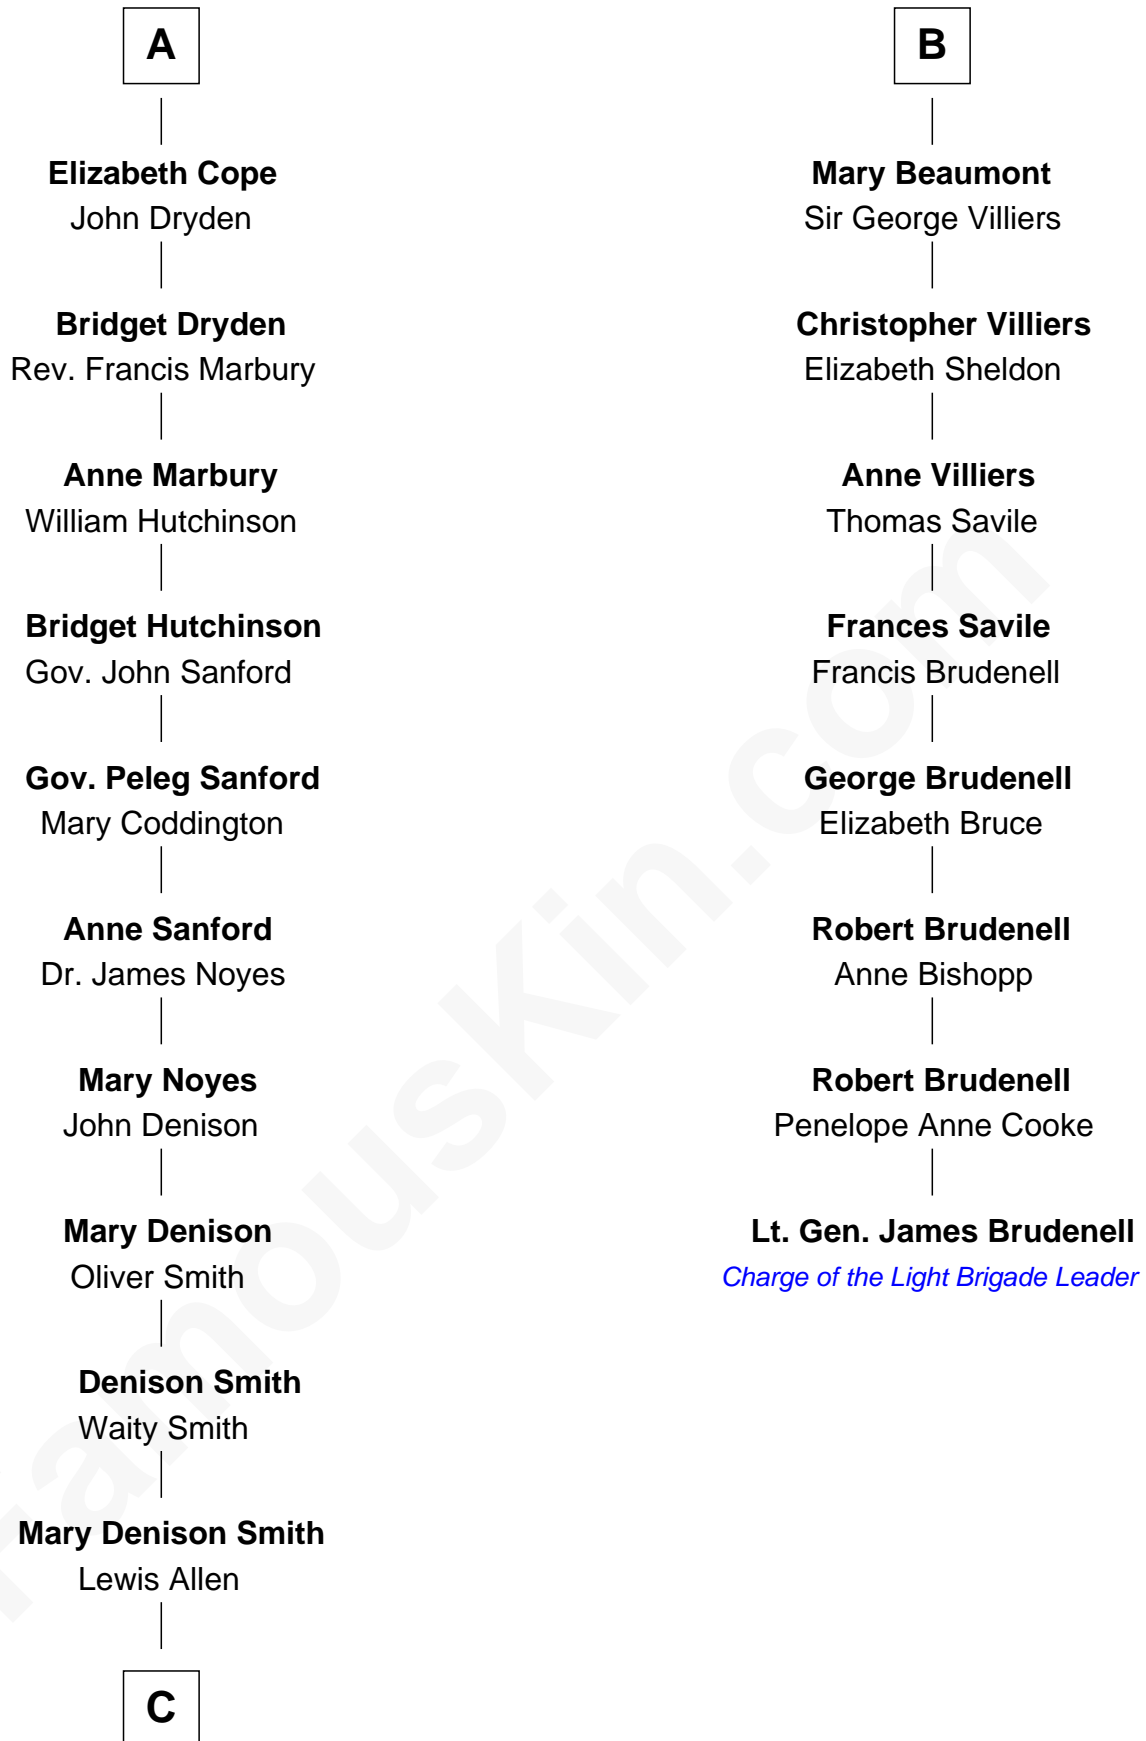 A
Elizabeth Cope
John Dryden
Bridget Dryden
Rev. Francis Marbury
Anne Marbury
William Hutchinson
Bridget Hutchinson
Gov. John Sanford
Gov. Peleg Sanford
Mary Coddington
Anne Sanford
Dr. James Noyes
Mary Noyes
John Denison
Mary Denison
Oliver Smith
Denison Smith
Waity Smith
Mary Denison Smith
Lewis Allen
C
B
Mary Beaumont
Sir George Villiers
Christopher Villiers
Elizabeth Sheldon
Anne Villiers
Thomas Savile
Frances Savile
Francis Brudenell
George Brudenell
Elizabeth Bruce
Robert Brudenell
Anne Bishopp
Robert Brudenell
Penelope Anne Cooke
Lt. Gen. James Brudenell
Charge of the Light Brigade Leader
FamousKin.com